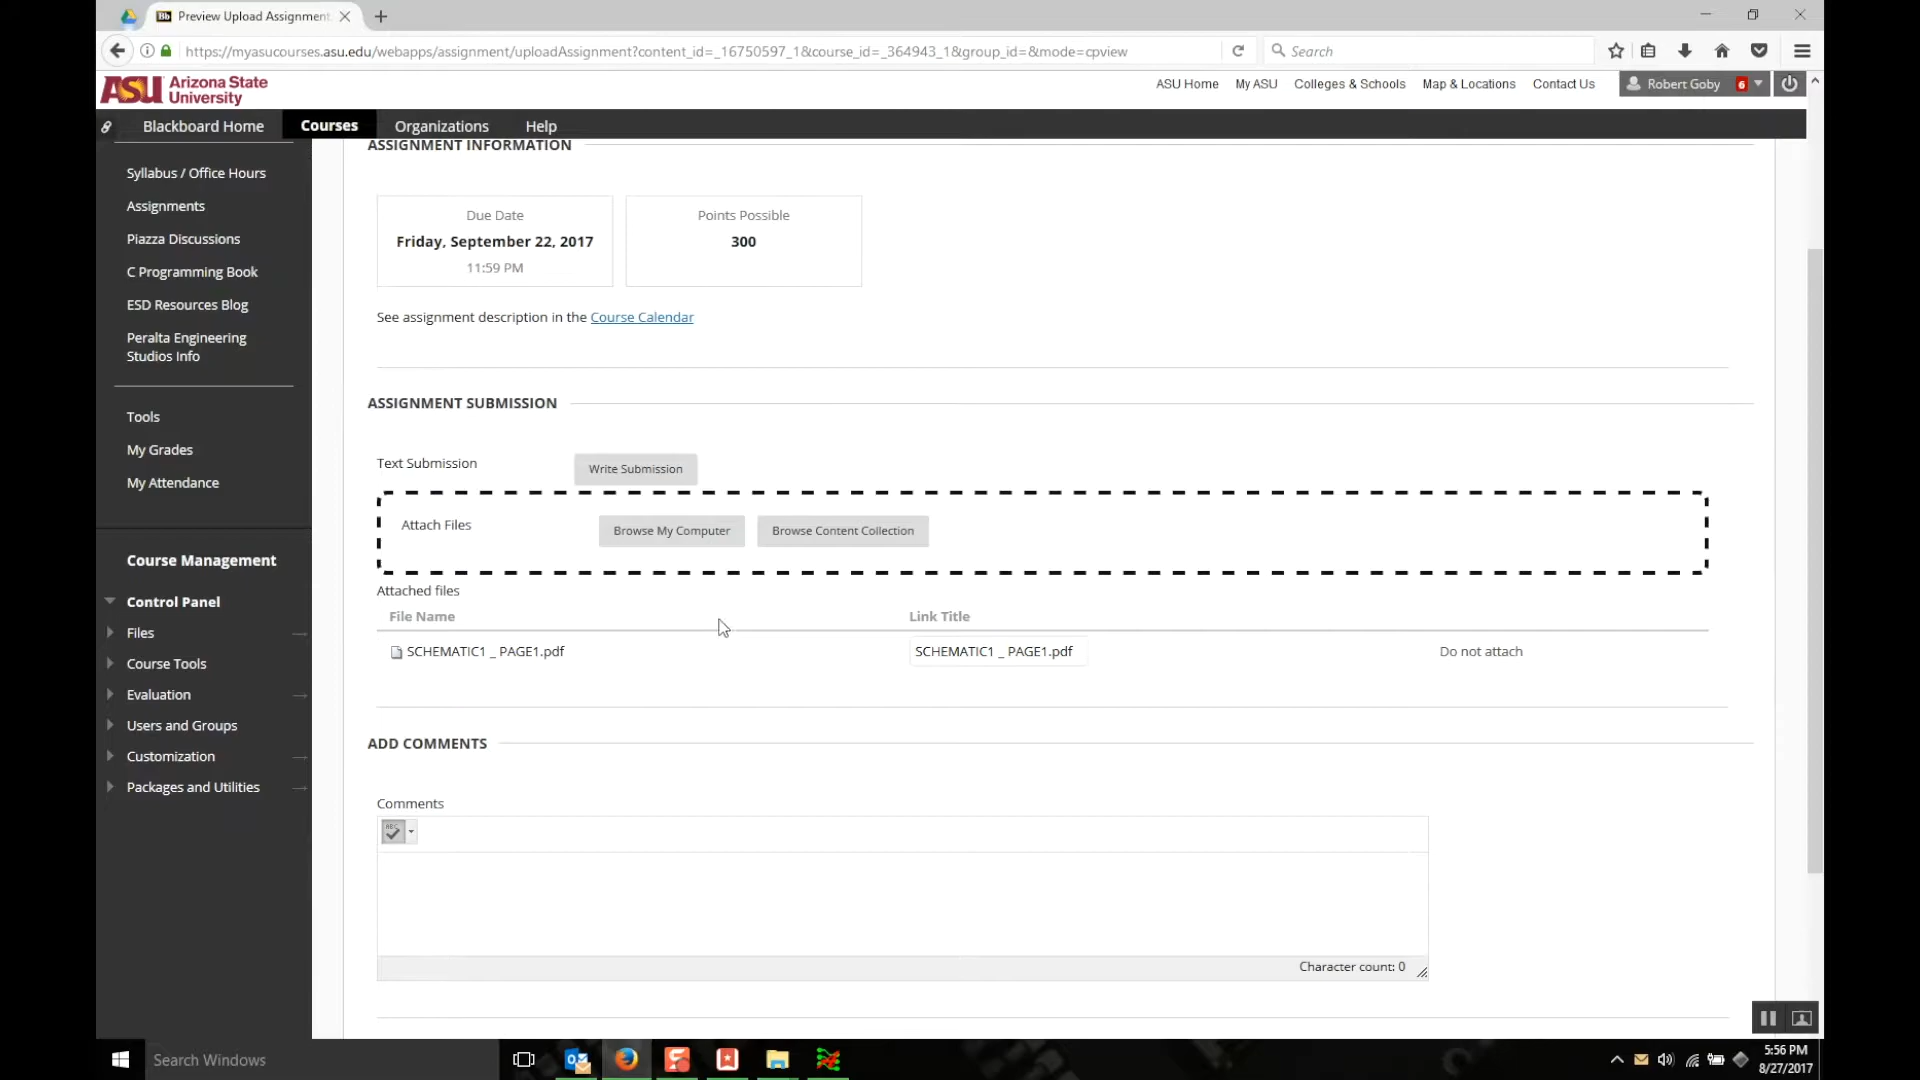 Preview Upload Assignment
https://myasucourses.asu.edu/webapps/assignment/uploadAssignment?content_id=_16750597_1&course_id=_364943_1&group_id=&mode=cpview
Search
ASU Arizona State University
ASU Home My ASU Colleges & Schools Map & Locations Contact Us Robert Goby 6
Blackboard Home Courses Organizations Help
Syllabus / Office Hours
Assignments
Piazza Discussions
C Programming Book
ESD Resources Blog
Peralta Engineering
Studios Info
Tools
My Grades
My Attendance
Course Management
Control Panel
Files
Course Tools
Evaluation
Users and Groups
Customization
Packages and Utilities
ASSIGNMENT INFORMATION
Due Date
Friday, September 22, 2017
11:59 PM
Points Possible
300
See assignment description in the Course Calendar
ASSIGNMENT SUBMISSION
Text Submission Write Submission
Attach Files Browse My Computer Browse Content Collection
Attached files
File Name Link Title
SCHEMATIC1 _ PAGE1.pdf SCHEMATIC1 _ PAGE1.pdf Do not attach
ADD COMMENTS
Comments
ABC
Character count: 0
Search Windows
5:56 PM
8/27/2017